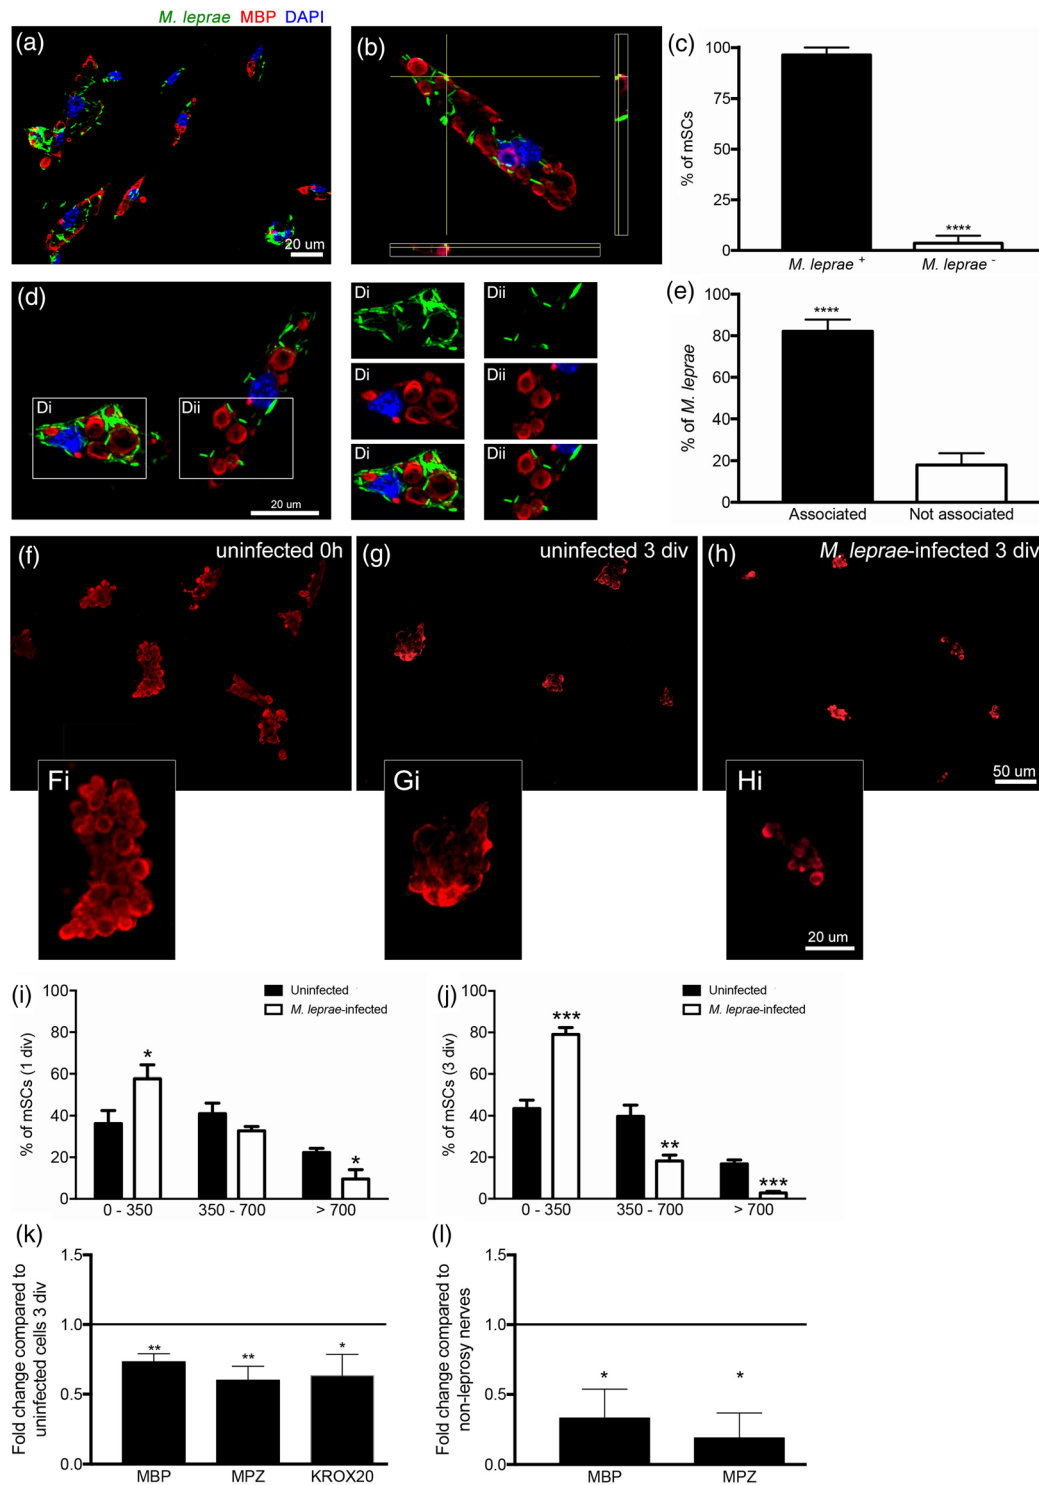 M. leprae MBP DAPI
(a)
20 um
(b)
(c)
% of mSCs
100
75
50
25
0
****
M. leprae +
M. leprae -
(d)
Di
Dii
20 um
Di
Dii
Di
Dii
Di
Dii
(e)
% of M. leprae
100
80
60
40
20
0
****
Associated
Not associated
(f)
uninfected 0h
(g)
uninfected 3 div
(h)
M. leprae-infected 3 div
50 um
Fi
Gi
Hi
20 um
(i)
% of mSCs (1 div)
100
80
60
40
20
0
Uninfected
M. leprae-infected
*
*
0 - 350
350 - 700
> 700
(j)
% of mSCs (3 div)
100
80
60
40
20
0
Uninfected
M. leprae-infected
***
**
***
0 - 350
350 - 700
> 700
(k)
Fold change compared to
uninfected cells 3 div
1.5
1.0
0.5
0.0
**
**
*
MBP
MPZ
KROX20
(l)
Fold change compared to
non-leprosy nerves
1.5
1.0
0.5
0.0
*
*
MBP
MPZ